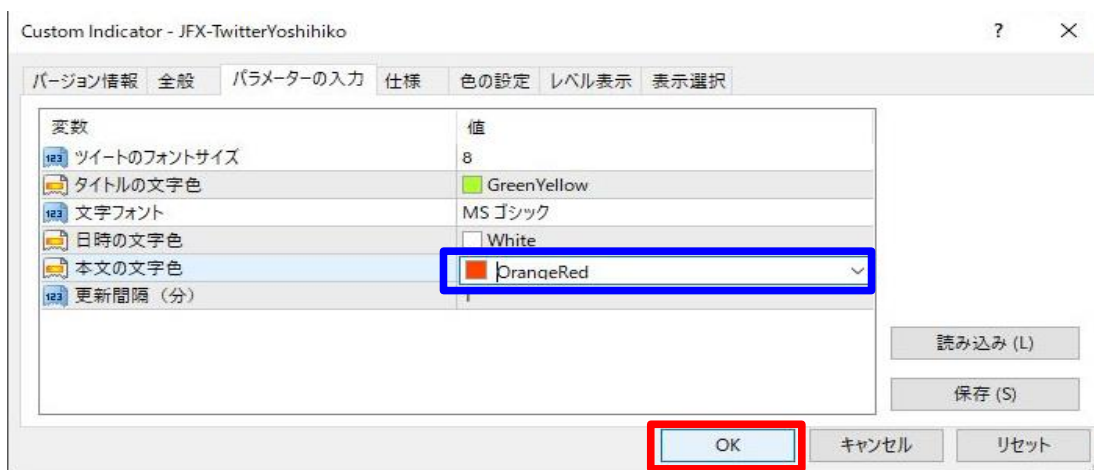 Custom Indicator - JFX-TwitterYoshihiko ? ×
バージョン情報 全般 パラメーターの入力 仕様 色の設定 レベル表示 表示選択
変数 値
123 ツイートのフォントサイズ 8
タイトルの文字色 GreenYellow
123 文字フォント MS ゴシック
日時の文字色 White
本文の文字色 OrangeRed
123 更新間隔（分） 1
読み込み (L)
保存 (S)
OK キャンセル リセット